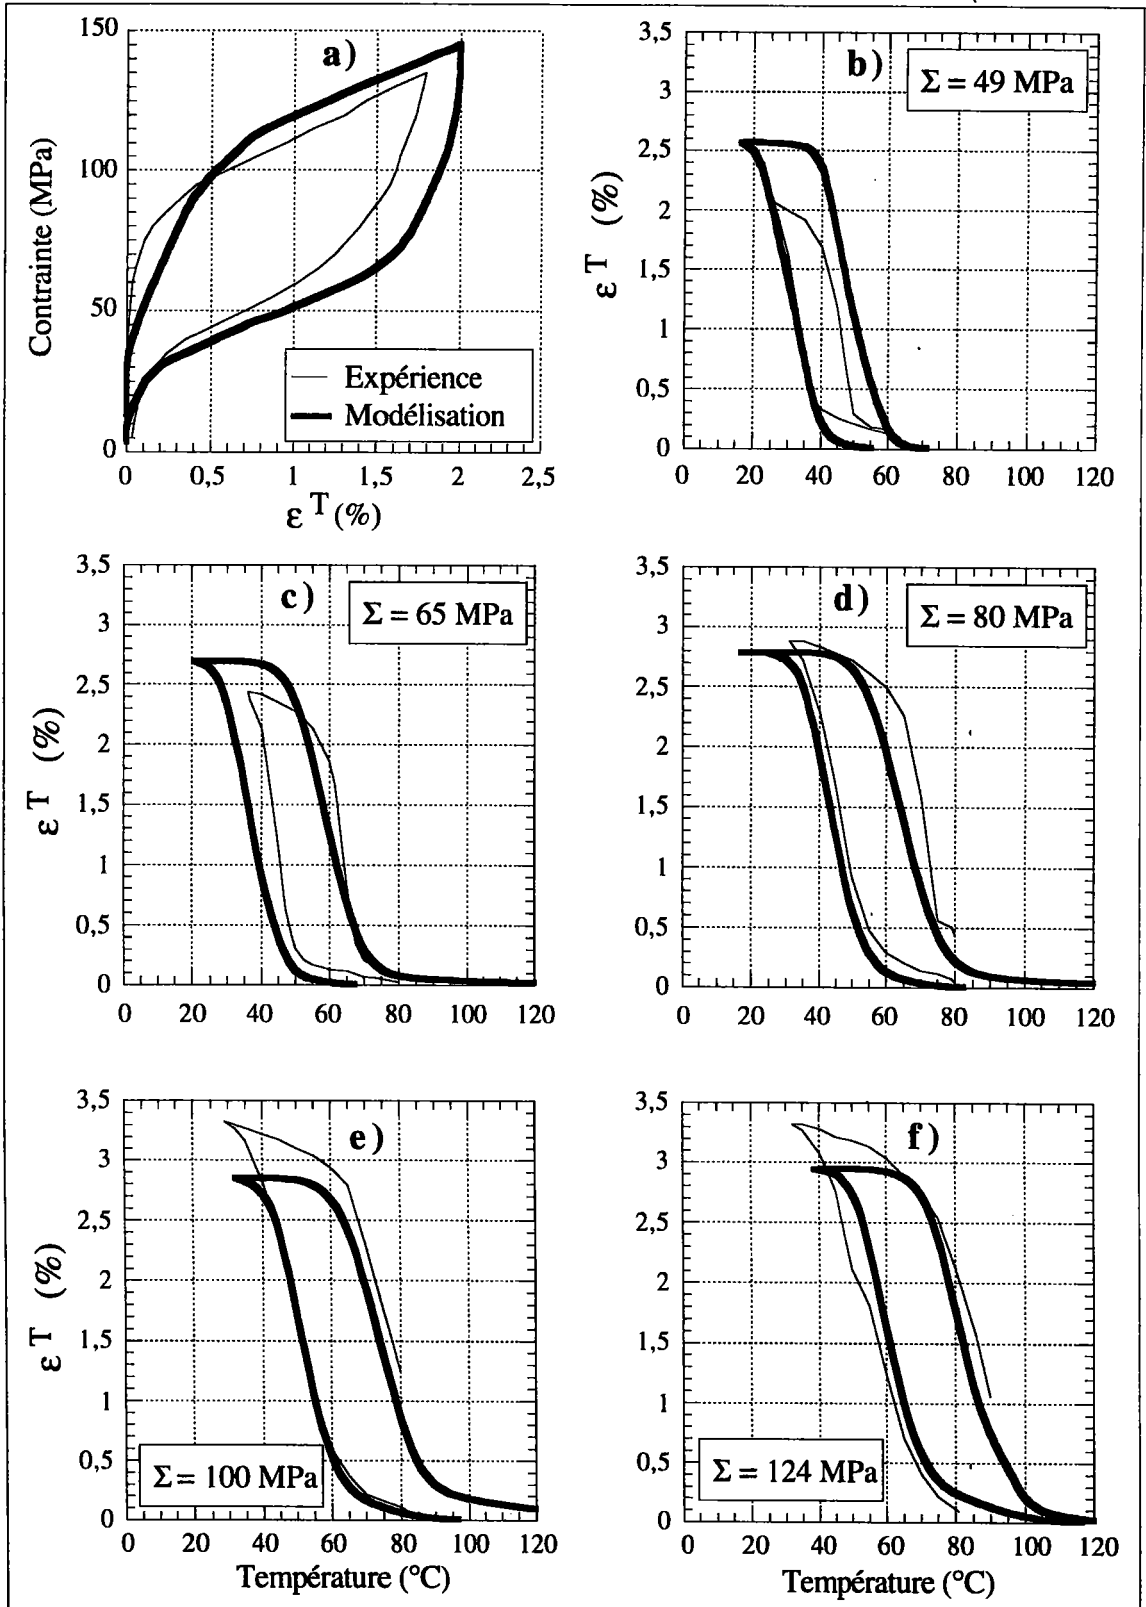 a)
Contrainte (MPa)
150
100
50
0
0 0,5 1 1,5 2 2,5
ε T (%)
Expérience
Modélisation
b)
Σ = 49 MPa
ε T (%)
3,5
3
2,5
2
1,5
1
0,5
0
0 20 40 60 80 100 120
c)
Σ = 65 MPa
ε T (%)
3,5
3
2,5
2
1,5
1
0,5
0
0 20 40 60 80 100 120
d)
Σ = 80 MPa
3,5
3
2,5
2
1,5
1
0,5
0
0 20 40 60 80 100 120
e)
Σ = 100 MPa
ε T (%)
3,5
3
2,5
2
1,5
1
0,5
0
0 20 40 60 80 100 120
Température (°C)
f)
Σ = 124 MPa
3,5
3
2,5
2
1,5
1
0,5
0
0 20 40 60 80 100 120
Température (°C)